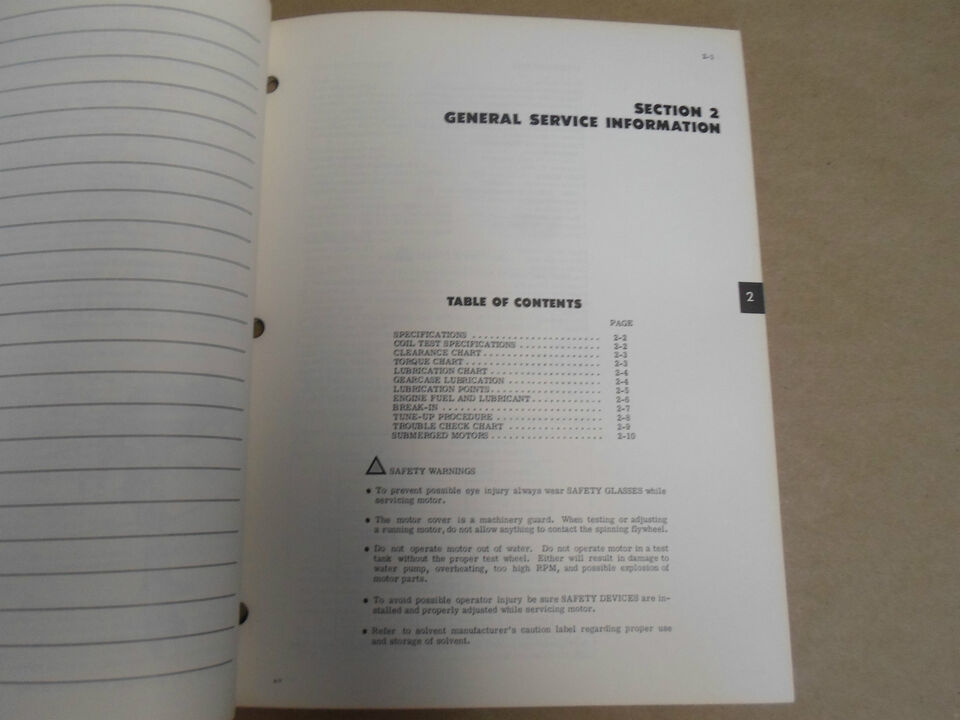 2-1
SECTION 2
GENERAL SERVICE INFORMATION
2
TABLE OF CONTENTS
PAGE
SPECIFICATIONS . . . . . . . . . . . . . . . . . . . . . . 2-2
COIL TEST SPECIFICATIONS . . . . . . . . . . . . . . 2-2
CLEARANCE CHART . . . . . . . . . . . . . . . . . . . . 2-3
TORQUE CHART . . . . . . . . . . . . . . . . . . . . . . . 2-3
LUBRICATION CHART . . . . . . . . . . . . . . . . . . . 2-4
GEARCASE LUBRICATION . . . . . . . . . . . . . . . . 2-4
LUBRICATION POINTS . . . . . . . . . . . . . . . . . . . 2-5
ENGINE FUEL AND LUBRICANT . . . . . . . . . . . . 2-6
BREAK-IN . . . . . . . . . . . . . . . . . . . . . . . . . . . 2-7
TUNE-UP PROCEDURE . . . . . . . . . . . . . . . . . . 2-8
TROUBLE CHECK CHART . . . . . . . . . . . . . . . . 2-9
SUBMERGED MOTORS . . . . . . . . . . . . . . . . . . . 2-10
SAFETY WARNINGS
• To prevent possible eye injury always wear SAFETY GLASSES while
servicing motor.
• The motor cover is a machinery guard. When testing or adjusting
a running motor, do not allow anything to contact the spinning flywheel.
• Do not operate motor out of water. Do not operate motor in a test
tank without the proper test wheel. Either will result in damage to
water pump, overheating, too high RPM, and possible explosion of
motor parts.
• To avoid possible operator injury be sure SAFETY DEVICES are in-
stalled and properly adjusted while servicing motor.
• Refer to solvent manufacturer's caution label regarding proper use
and storage of solvent.